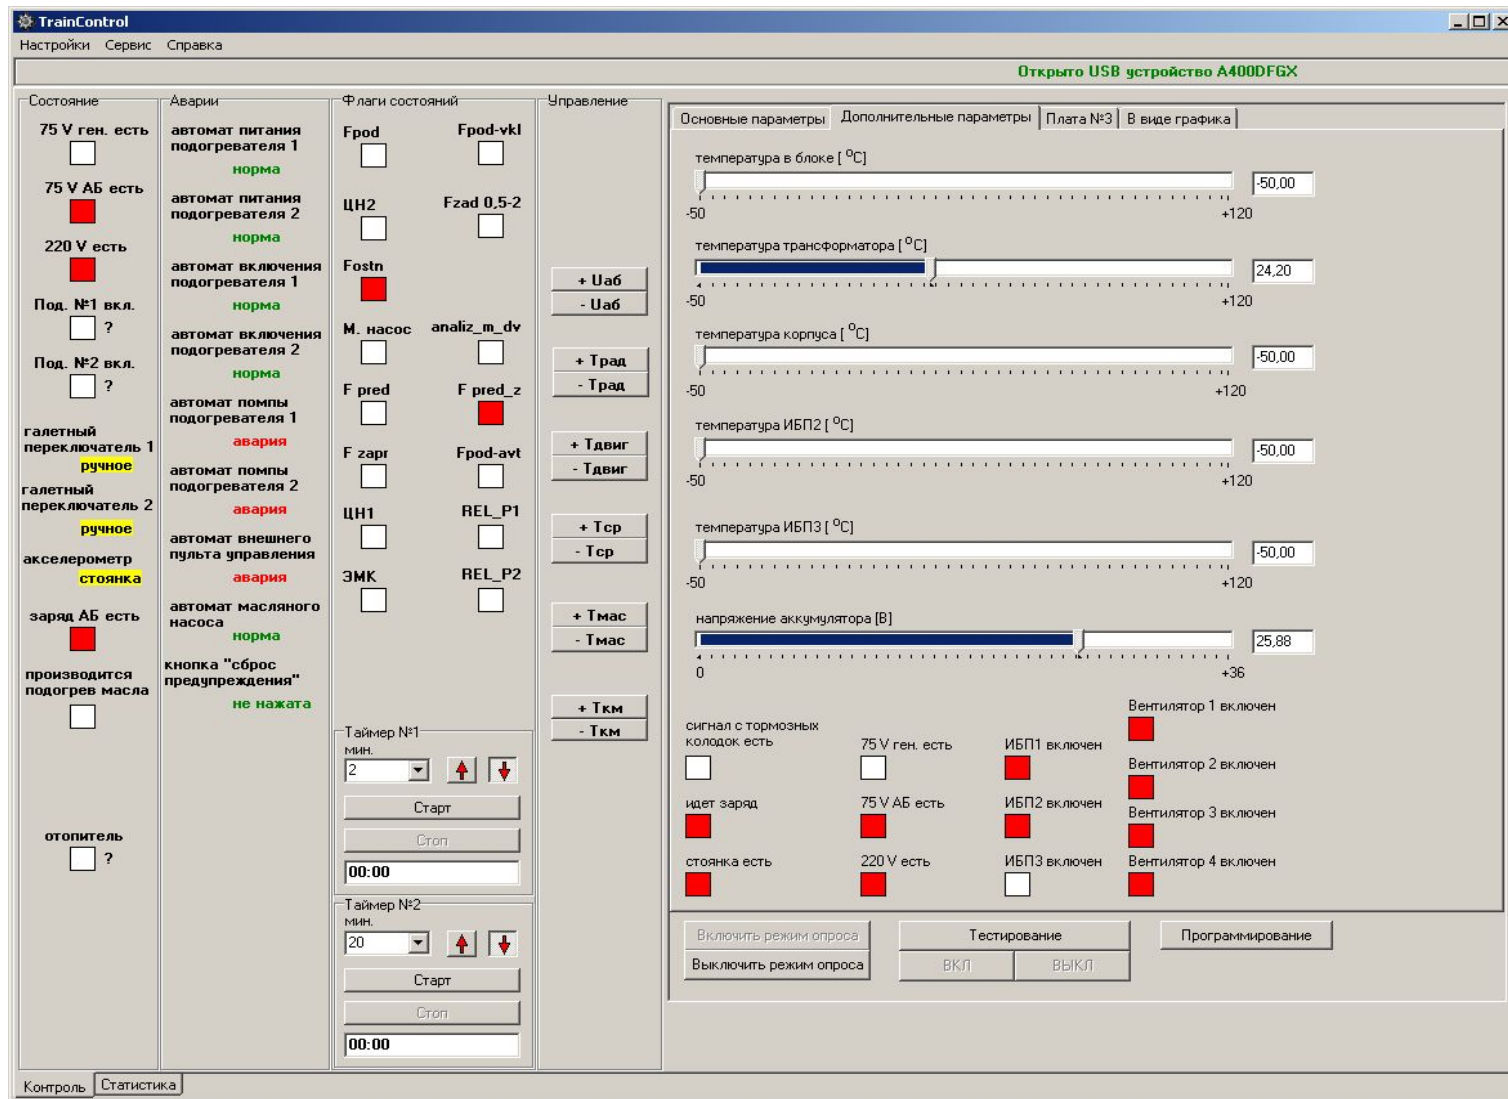 TrainControl
Настройки Сервис Справка
Открыто USB устройство A400DFGX
Состояние
75 V ген. есть
75 V АБ есть
220 V есть
Под. №1 вкл.
?
Под. №2 вкл.
?
галетный
переключатель 1
ручное
галетный
переключатель 2
ручное
акселерометр
стоянка
заряд АБ есть
производится
подогрев масла
отопитель
?
Аварии
автомат питания
подогревателя 1
норма
автомат питания
подогревателя 2
норма
автомат включения
подогревателя 1
норма
автомат включения
подогревателя 2
норма
автомат помпы
подогревателя 1
авария
автомат помпы
подогревателя 2
авария
автомат внешнего
пульта управления
авария
автомат масляного
насоса
норма
кнопка "сброс
предупреждения"
не нажата
Флаги состояний
Fpod Fpod-vkl
ЦН2 Fzad 0,5-2
Fostn
М. насос analiz_m_dv
F pred F pred_z
F zapr Fpod-avt
ЦН1 REL_P1
ЭМК REL_P2
Таймер №1
мин.
2
Старт
Стоп
00:00
Таймер №2
мин.
20
Старт
Стоп
00:00
Управление
+ Uаб
- Uаб
+ Трад
- Трад
+ Тдвиг
- Тдвиг
+ Тср
- Тср
+ Тмас
- Тмас
+ Ткм
- Ткм
Основные параметры Дополнительные параметры Плата №3 В виде графика
температура в блоке [ °C]
-50,00
-50 +120
температура трансформатора [ °C]
24,20
-50 +120
температура корпуса [ °C]
-50,00
-50 +120
температура ИБП2 [ °C]
-50,00
-50 +120
температура ИБП3 [ °C]
-50,00
-50 +120
напряжение аккумулятора [В]
25,88
0 +36
сигнал с тормозных
колодок есть
75 V ген. есть
ИБП1 включен
Вентилятор 1 включен
Вентилятор 2 включен
идет заряд
75 V АБ есть
ИБП2 включен
Вентилятор 3 включен
стоянка есть
220 V есть
ИБП3 включен
Вентилятор 4 включен
Включить режим опроса
Выключить режим опроса
Тестирование
ВКЛ ВЫКЛ
Программирование
Контроль Статистика